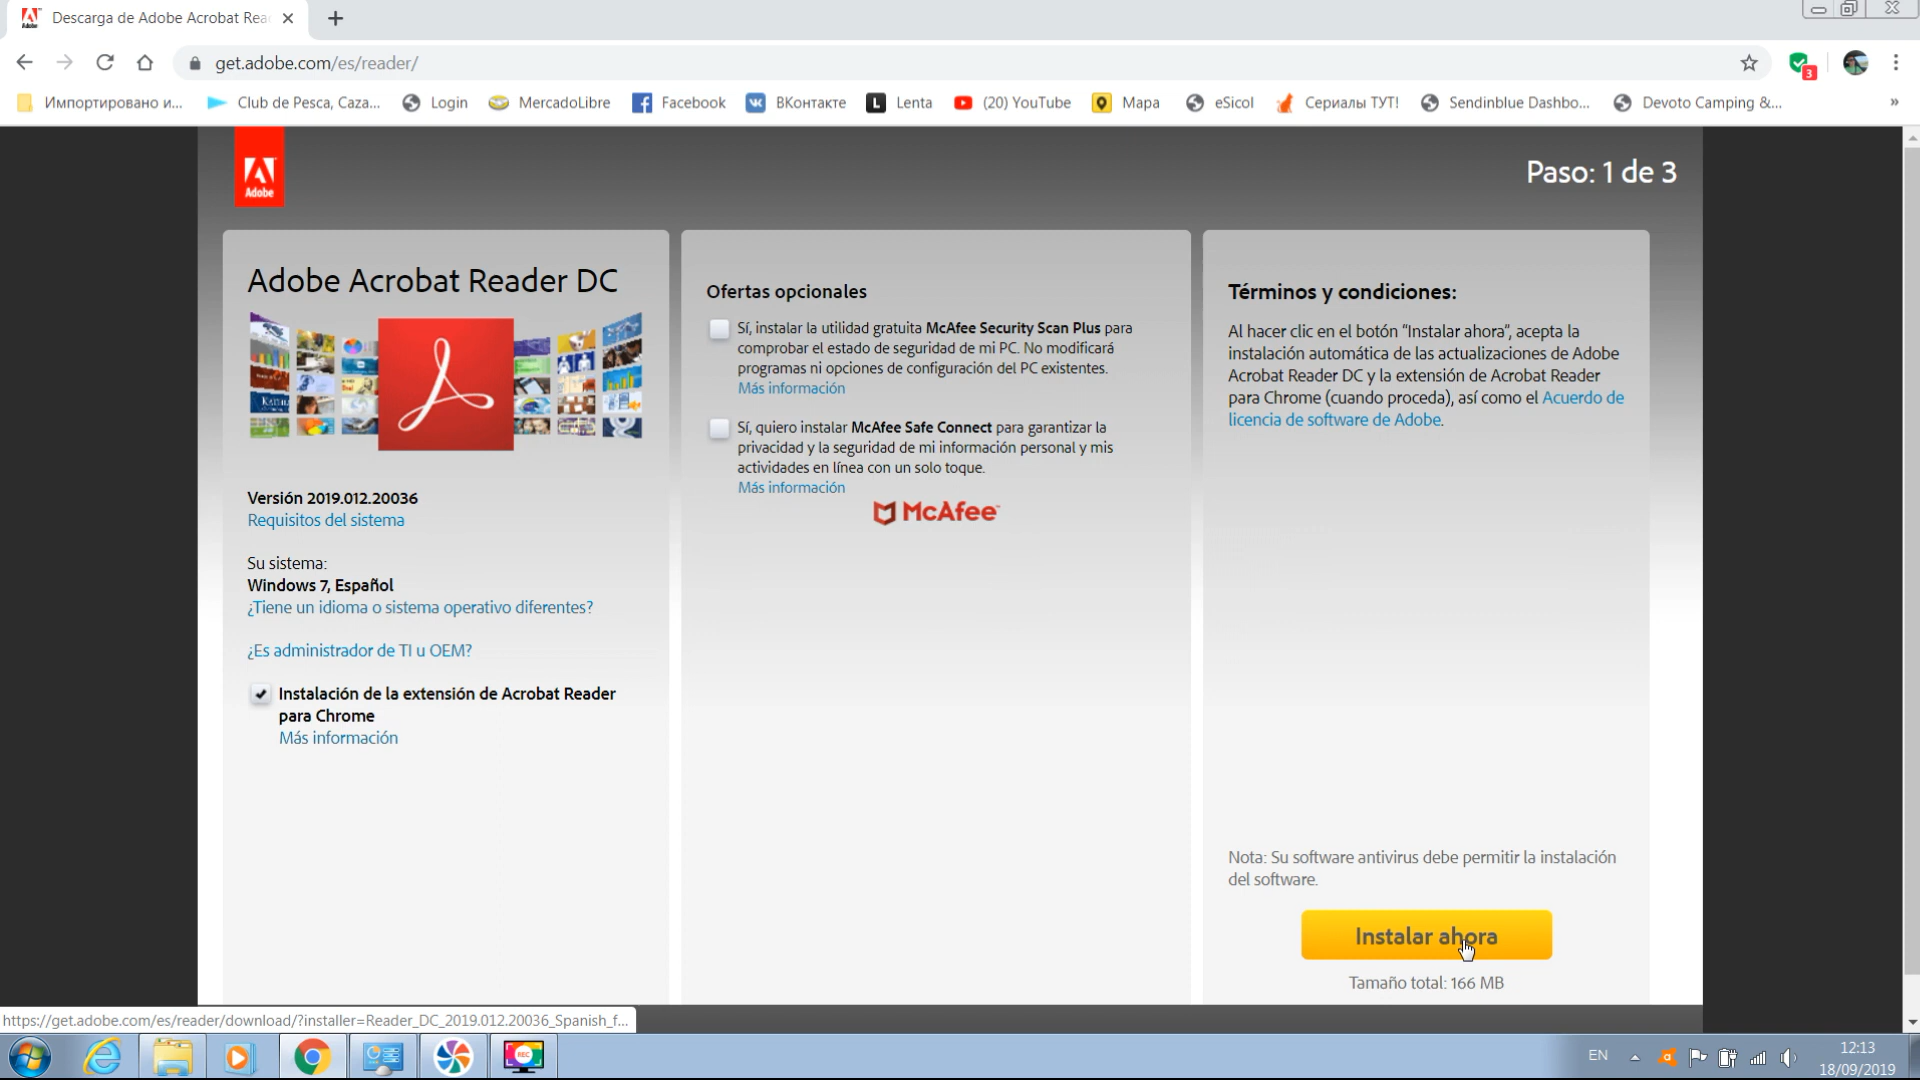 Descarga de Adobe Acrobat Rea
get.adobe.com/es/reader/
3
Импортировано и...
Club de Pesca, Caza...
Login
MercadoLibre
Facebook
ВКонтакте
L
Lenta
(20) YouTube
Mapa
eSicol
Сериалы ТУТ!
Sendinblue Dashbo...
Devoto Camping &...
»
Adobe
Paso: 1 de 3
Adobe Acrobat Reader DC
Versión 2019.012.20036
Requisitos del sistema
Su sistema:
Windows 7, Español
¿Tiene un idioma o sistema operativo diferentes?
¿Es administrador de TI u OEM?
Instalación de la extensión de Acrobat Reader
para Chrome
Más información
Ofertas opcionales
Sí, instalar la utilidad gratuita McAfee Security Scan Plus para
comprobar el estado de seguridad de mi PC. No modificará
programas ni opciones de configuración del PC existentes.
Más información
Sí, quiero instalar McAfee Safe Connect para garantizar la
privacidad y la seguridad de mi información personal y mis
actividades en línea con un solo toque.
Más información
McAfee™
Términos y condiciones:
Al hacer clic en el botón “Instalar ahora”, acepta la
instalación automática de las actualizaciones de Adobe
Acrobat Reader DC y la extensión de Acrobat Reader
para Chrome (cuando proceda), así como el Acuerdo de
licencia de software de Adobe.
Nota: Su software antivirus debe permitir la instalación
del software.
Instalar ahora
Tamaño total: 166 MB
https://get.adobe.com/es/reader/download/?installer=Reader_DC_2019.012.20036_Spanish_f...
REC
EN
12:13
18/09/2019